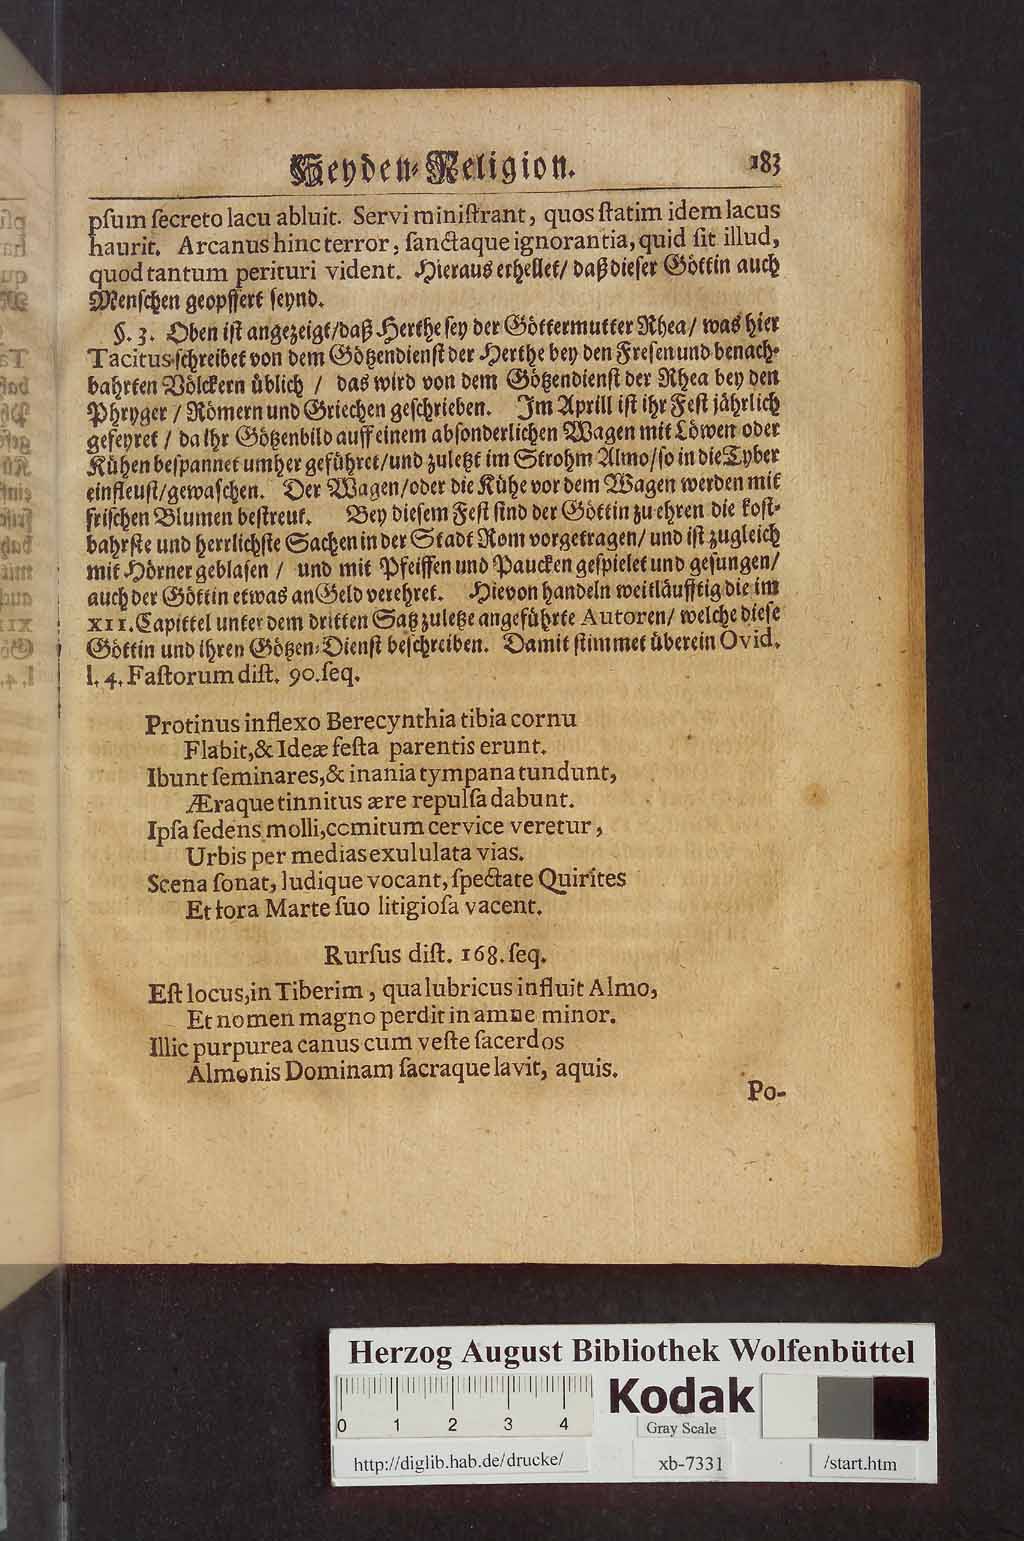 Heyden-Religion. 183
psum ſecreto lacu abluit. Servi miniſtrant, quos ſtatim idem lacus
haurit. Arcanus hinc terror, ſanctaque ignorantia, quid ſit illud,
quod tantum perituri vident. Hieraus erhellet/ daß dieſer Göttin auch
Menſchen geopffert ſeynd.
§. 3. Oben iſt angezeigt/ daß Herthe ſey der Göttermutter Rhea/ was hier
Tacitus ſchreibet von dem Götzendienſt der Herthe bey den Freſen und benach-
bahrten Völckern üblich / das wird von dem Götzendienſt der Rhea bey den
Phryger / Römern und Griechen geſchrieben. Im Aprill iſt ihr Feſt jährlich
gefeyret / da ihr Götzenbild auff einem abſonderlichen Wagen mit Löwen oder
Kühen beſpannet umher geführet/ und zuletzt im Strohm Almo/ ſo in die Tyber
einfleuſt/ gewaſchen. Der Wagen/ oder die Kühe vor dem Wagen werden mit
friſchen Blumen beſtreut. Bey dieſem Feſt ſind der Göttin zu ehren die koſt-
bahrſte und herrlichſte Sachen in der Stadt Rom vorgetragen/ und iſt zugleich
mit Hörner geblaſen / und mit Pfeiffen und Paucken geſpielet und geſungen/
auch der Göttin etwas an Geld verehret. Hievon handeln weitläufftig die im
XII. Capittel unter dem dritten Satz zuletze angeführte Autoren/ welche dieſe
Göttin und ihren Götzen-Dienſt beſchreiben. Damit ſtimmet überein Ovid.
l. 4. Faſtorum diſt. 90. ſeq.
Protinus inflexo Berecynthia tibia cornu
Flabit, & Ideæ feſta parentis erunt.
Ibunt ſeminares, & inania tympana tundunt,
Æraque tinnitus ære repulſa dabunt.
Ipſa ſedens molli, comitum cervice veretur,
Urbis per medias exululata vias.
Scena ſonat, ludique vocant, ſpectate Quirites
Et fora Marte ſuo litigioſa vacent.
Rurſus diſt. 168. ſeq.
Eſt locus, in Tiberim, qua lubricus influit Almo,
Et nomen magno perdit in amne minor.
Illic purpurea canus cum veſte ſacerdos
Almonis Dominam ſacraque lavit, aquis.
Po-
Herzog August Bibliothek Wolfenbüttel
0 1 2 3 4
Kodak
Gray Scale
http://diglib.hab.de/drucke/ xb-7331 /start.htm